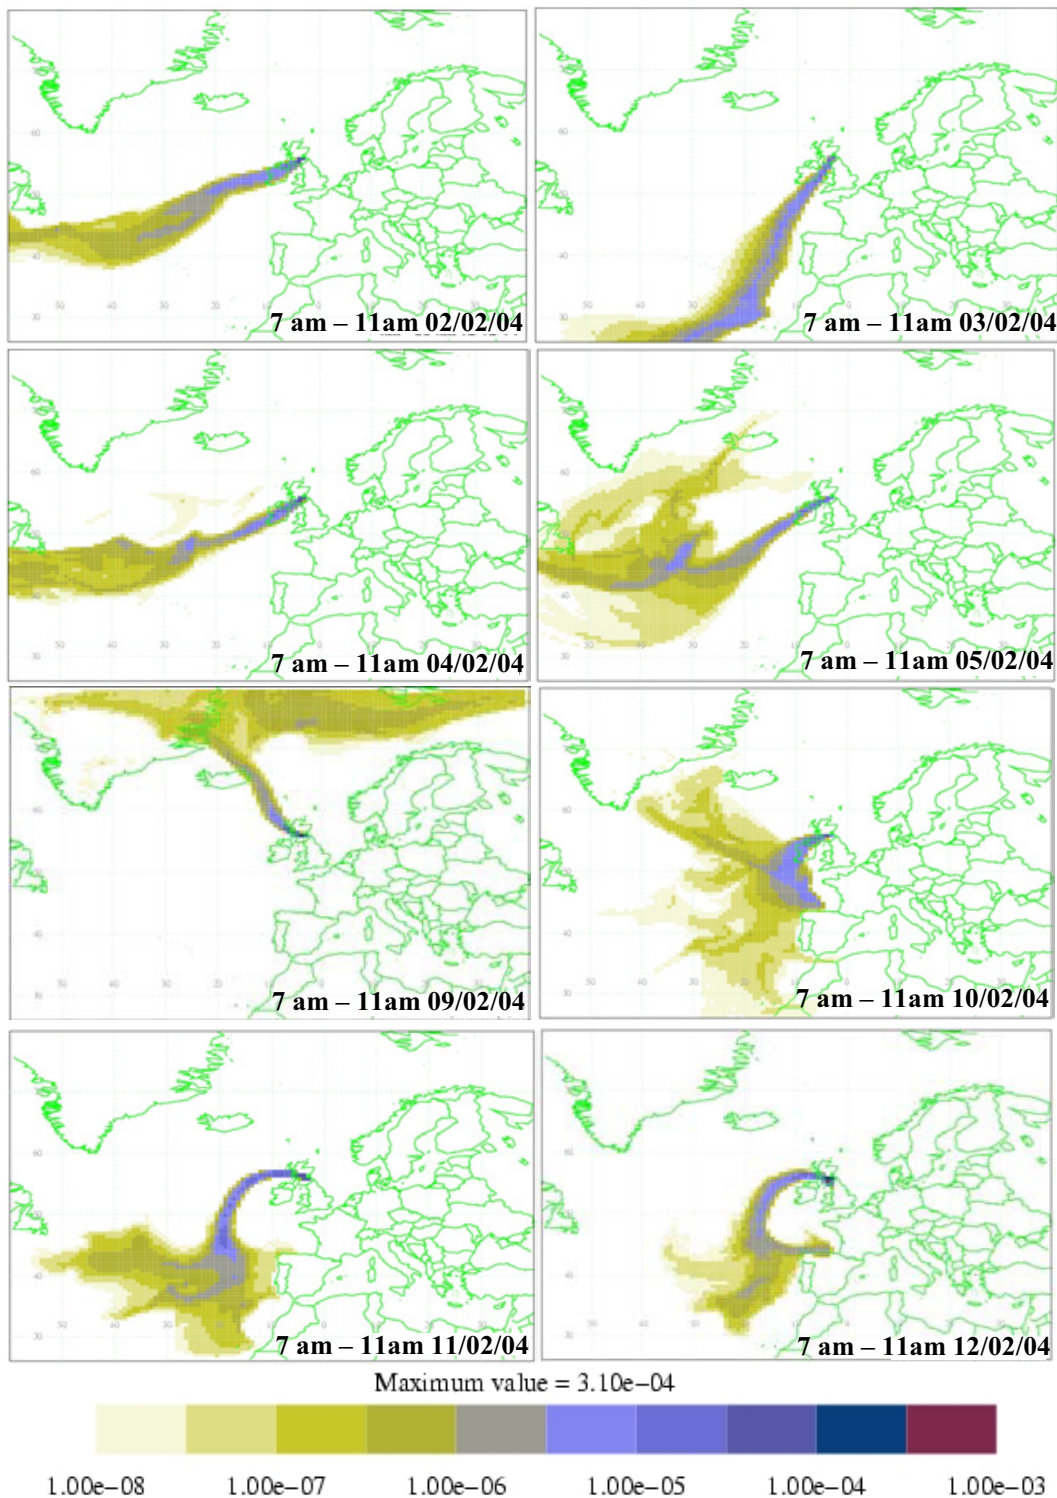 7 am – 11am 02/02/04
7 am – 11am 03/02/04
7 am – 11am 04/02/04
7 am – 11am 05/02/04
7 am – 11am 09/02/04
7 am – 11am 10/02/04
7 am – 11am 11/02/04
7 am – 11am 12/02/04
Maximum value = 3.10e−04
1.00e−08 1.00e−07 1.00e−06 1.00e−05 1.00e−04 1.00e−03